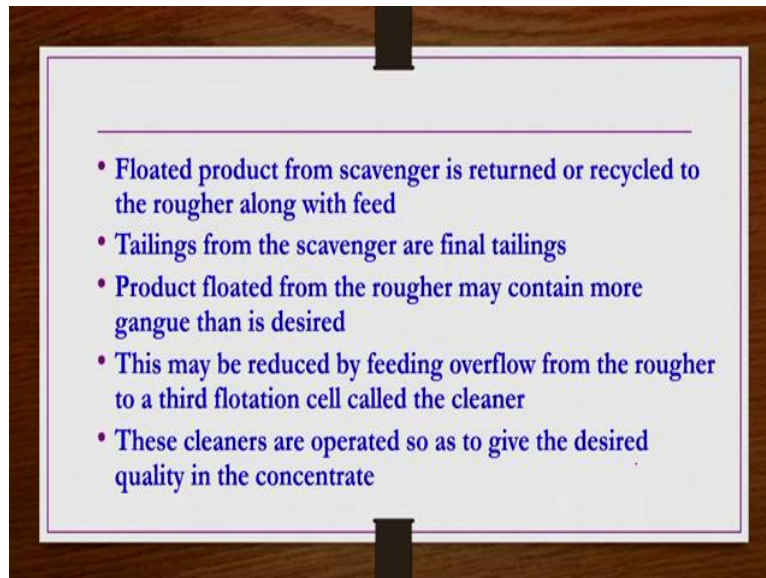 • Floated product from scavenger is returned or recycled to
the rougher along with feed
• Tailings from the scavenger are final tailings
• Product floated from the rougher may contain more
gangue than is desired
• This may be reduced by feeding overflow from the rougher
to a third flotation cell called the cleaner
• These cleaners are operated so as to give the desired
quality in the concentrate